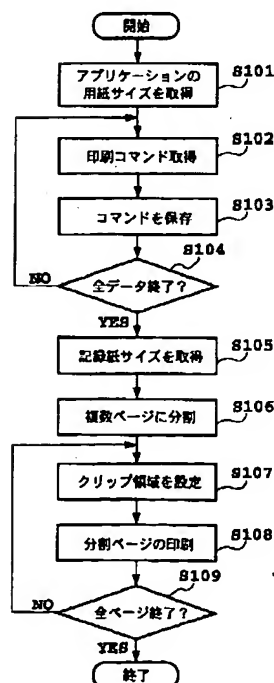 開始
アプリケーションの
用紙サイズを取得
S101
印刷コマンド取得
S102
コマンドを保存
S103
全データ終了?
S104
NO
YES
記録紙サイズを取得
S105
複数ページに分割
S106
クリップ領域を設定
S107
分割ページの印刷
S108
全ページ終了?
S109
NO
YES
終了